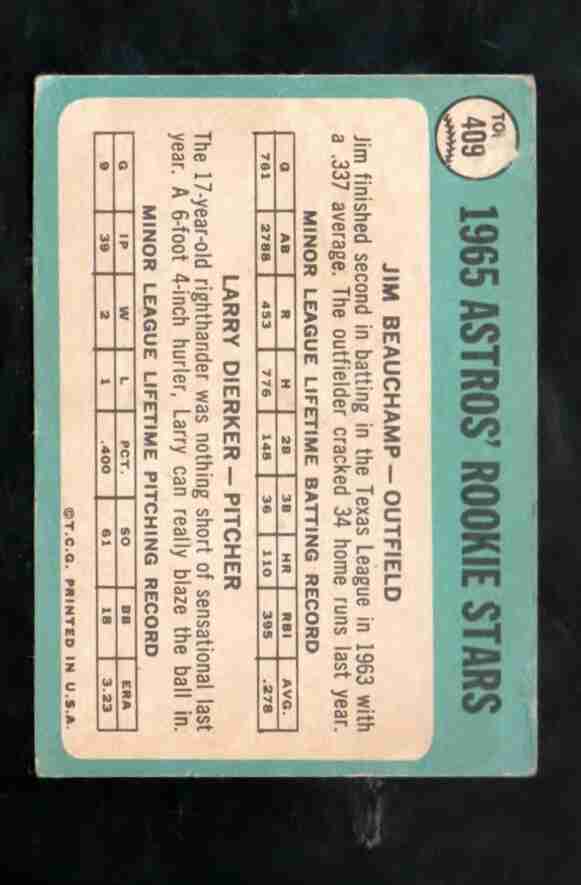 409
1965 ASTROS' ROOKIE STARS
JIM BEAUCHAMP — OUTFIELD
Jim finished second in batting in the Texas League in 1963 with
a .337 average. The outfielder cracked 34 home runs last year.
MINOR LEAGUE LIFETIME BATTING RECORD
G AB R H 2B 3B HR RBI AVG.
761 2788 453 776 148 36 110 395 .278
LARRY DIERKER — PITCHER
The 17-year-old righthander was nothing short of sensational last
year. A 6-foot 4-inch hurler, Larry can really blaze the ball in.
MINOR LEAGUE LIFETIME PITCHING RECORD
G IP W L PCT. SO BB ERA
9 39 2 1 .400 61 18 3.23
©T.C.G. PRINTED IN U.S.A.